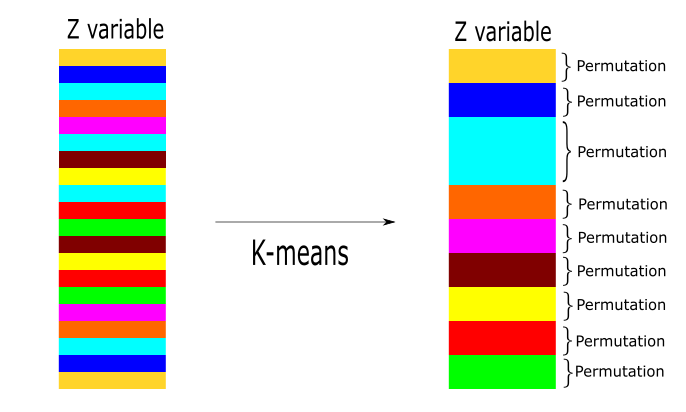 Z variable
Z variable
Permutation
Permutation
Permutation
K-means
Permutation
Permutation
Permutation
Permutation
Permutation
Permutation